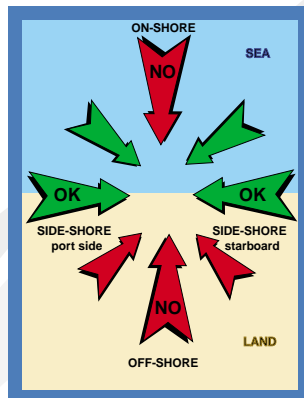 ON-SHORE
NO
SEA
OK
OK
SIDE-SHORE
port side
SIDE-SHORE
starboard
NO
LAND
OFF-SHORE